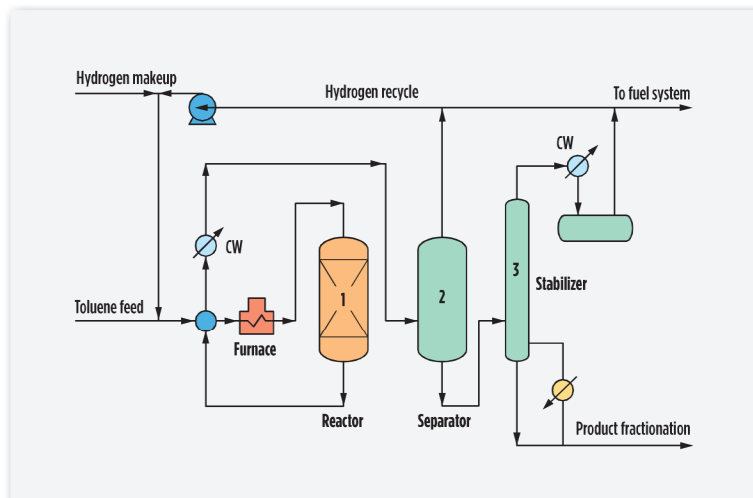 Hydrogen makeup
Hydrogen recycle
To fuel system
CW
CW
1
2
3
Stabilizer
Toluene feed
Furnace
Reactor
Separator
Product fractionation